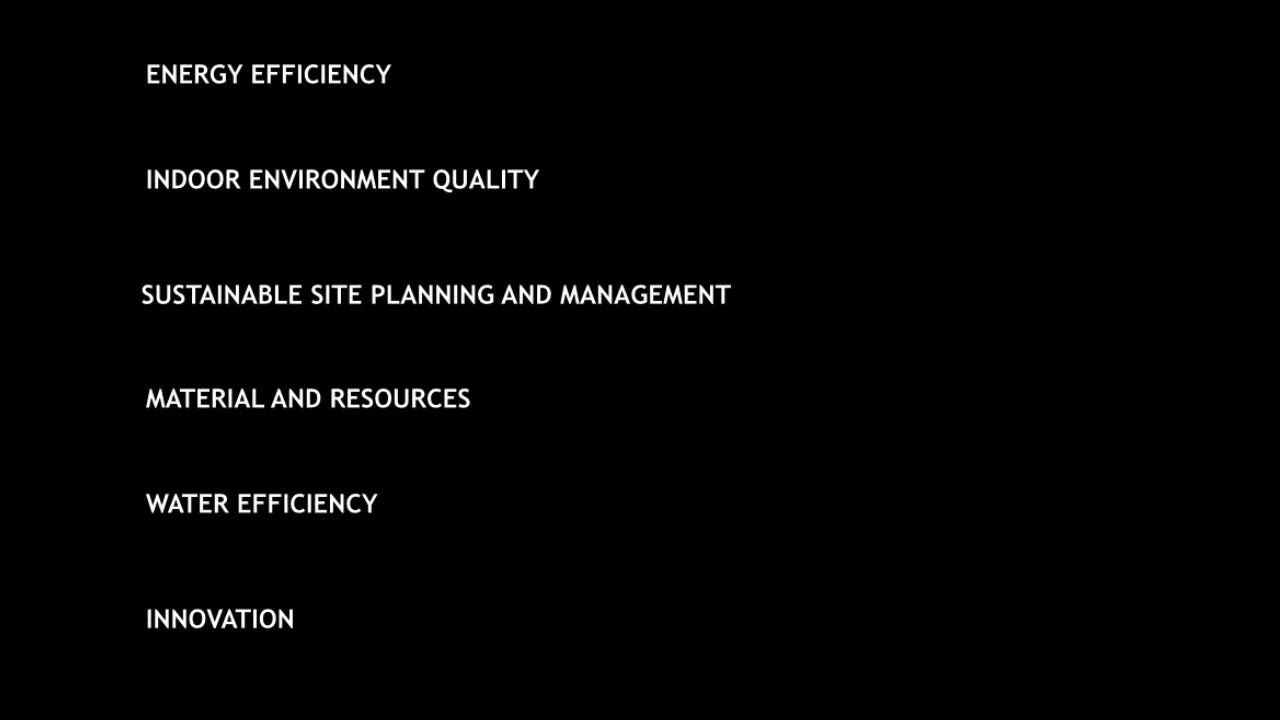 ENERGY EFFICIENCY
INDOOR ENVIRONMENT QUALITY
SUSTAINABLE SITE PLANNING AND MANAGEMENT
MATERIAL AND RESOURCES
WATER EFFICIENCY
INNOVATION